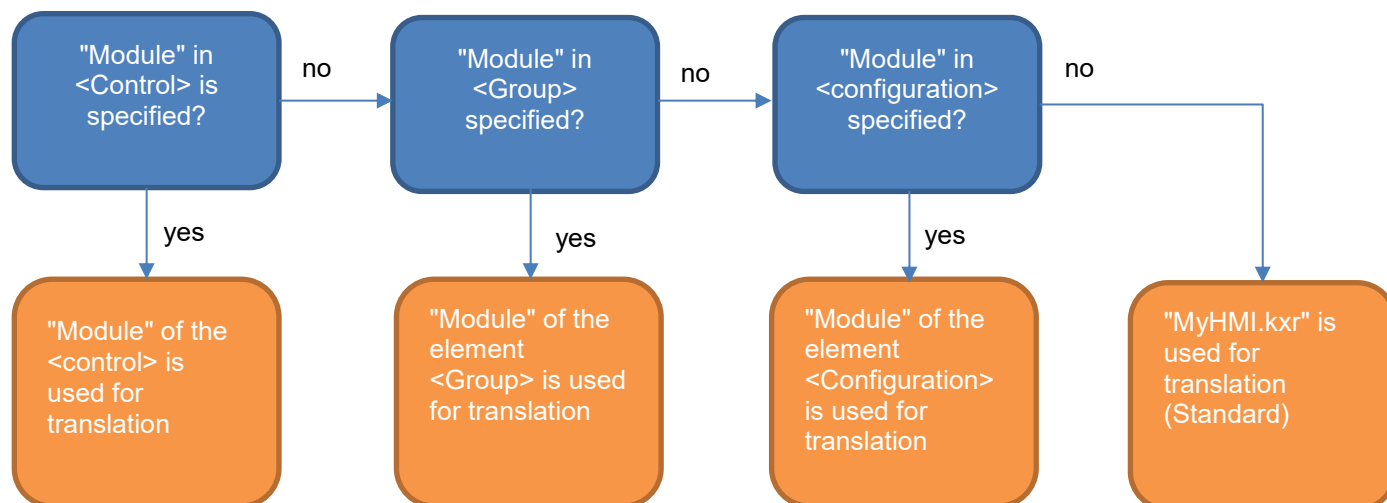 "Module" in
<Control> is
specified?
no
"Module" in
<Group>
specified?
no
"Module" in
<configuration>
specified?
no
yes
yes
yes
"Module" of the
<control> is
used for
translation
"Module" of the
element
<Group> is used
for translation
"Module" of the
element
<Configuration>
is used for
translation
"MyHMI.kxr" is
used for
translation
(Standard)